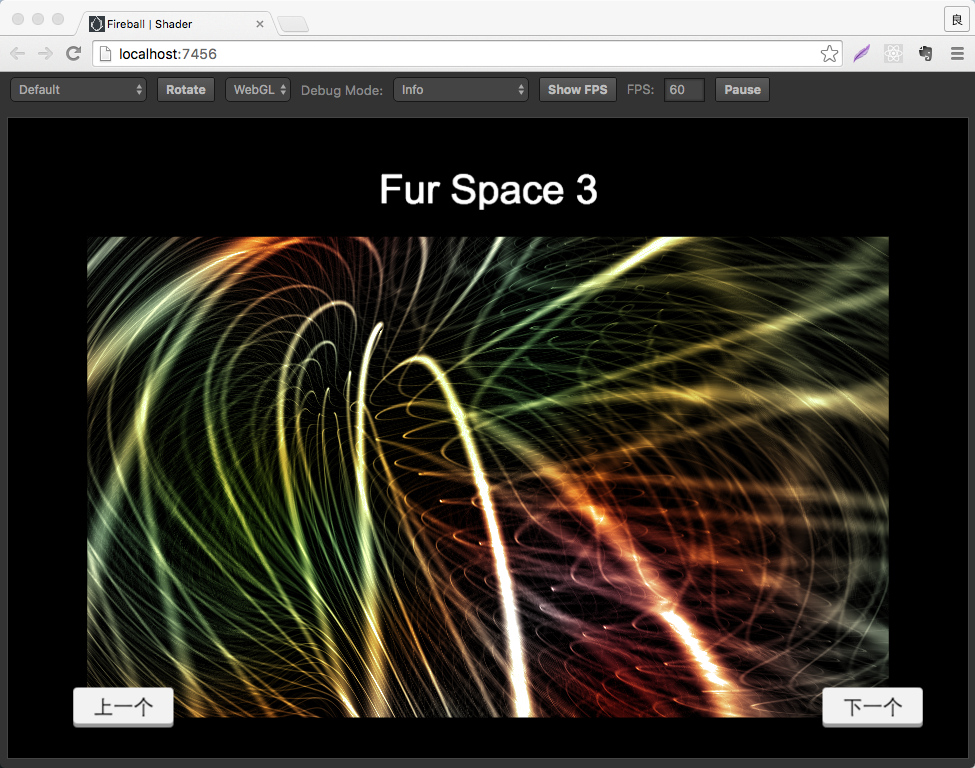 Fireball | Shader
良
localhost:7456
Default Rotate WebGL Debug Mode: Info Show FPS FPS: 60 Pause
Fur Space 3
上一个 下一个